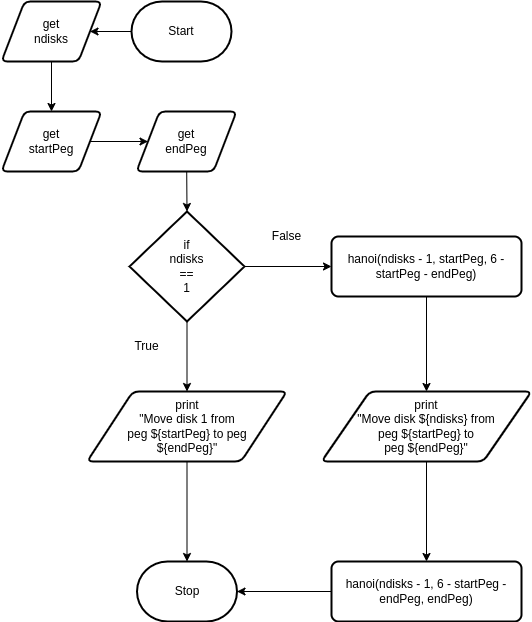 Start
get
ndisks
get
startPeg
get
endPeg
if
ndisks
==
1
False
hanoi(ndisks - 1, startPeg, 6 -
startPeg - endPeg)
True
print
"Move disk 1 from
peg ${startPeg} to peg
${endPeg}"
print
"Move disk ${ndisks} from
peg ${startPeg} to
peg ${endPeg}"
Stop
hanoi(ndisks - 1, 6 - startPeg -
endPeg, endPeg)